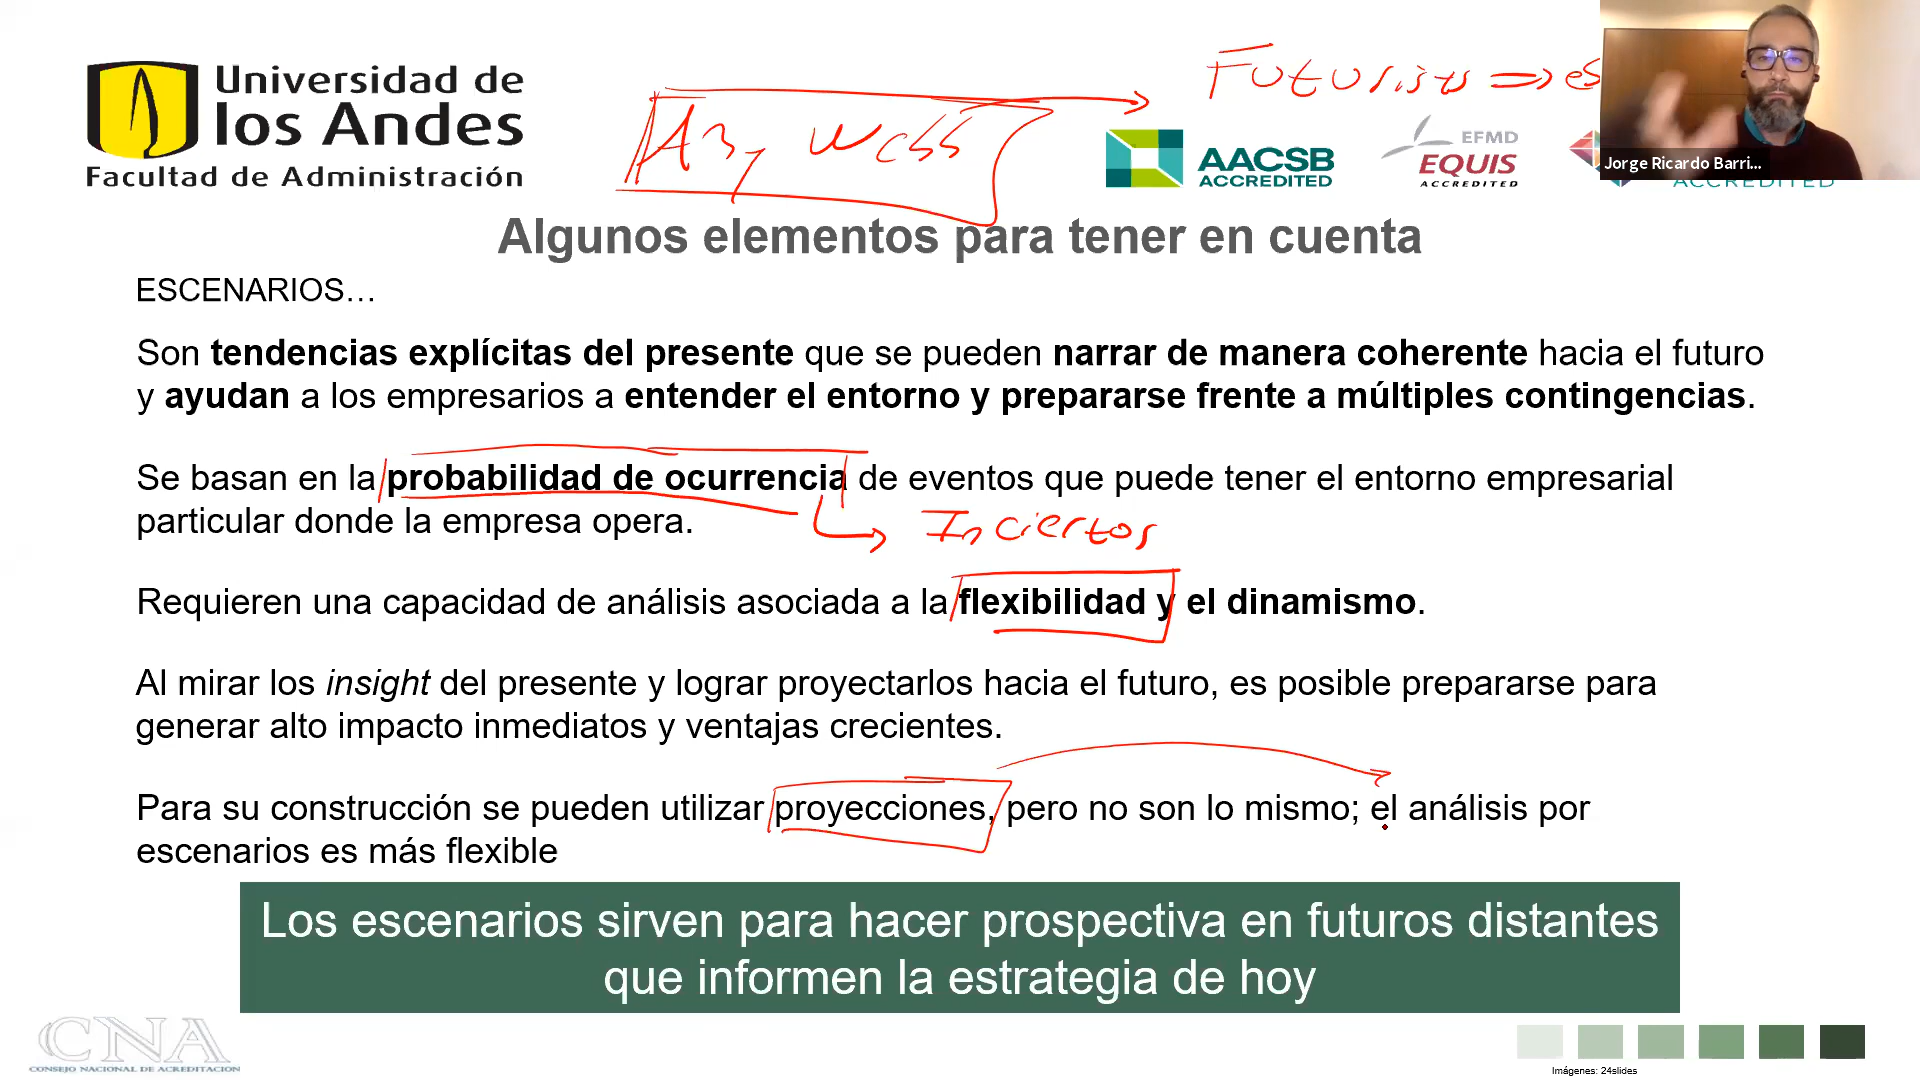 Universidad de
los Andes
Facultad de Administración
Futurists => es
AACSB
ACCREDITED
EFMD
EQUIS
ACCREDITED
ACCREDITED
Jorge Ricardo Barri...
Algunos elementos para tener en cuenta
ESCENARIOS…
Son tendencias explícitas del presente que se pueden narrar de manera coherente hacia el futuro
y ayudan a los empresarios a entender el entorno y prepararse frente a múltiples contingencias.
Se basan en la probabilidad de ocurrencia de eventos que puede tener el entorno empresarial
particular donde la empresa opera.
Inciertos
Requieren una capacidad de análisis asociada a la flexibilidad y el dinamismo.
Al mirar los insight del presente y lograr proyectarlos hacia el futuro, es posible prepararse para
generar alto impacto inmediatos y ventajas crecientes.
Para su construcción se pueden utilizar proyecciones, pero no son lo mismo; el análisis por
escenarios es más flexible
Los escenarios sirven para hacer prospectiva en futuros distantes
que informen la estrategia de hoy
CNA
CONSEJO NACIONAL DE ACREDITACION
Imágenes: 24slides